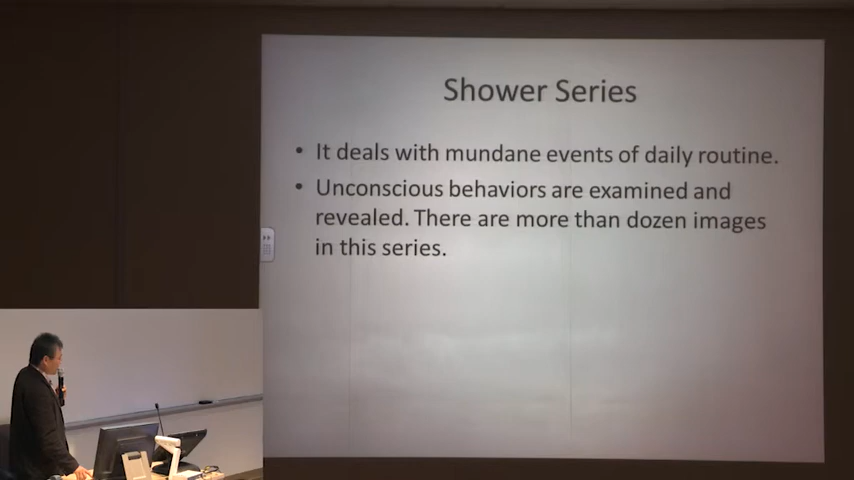 Shower Series
• It deals with mundane events of daily routine.
• Unconscious behaviors are examined and
revealed. There are more than dozen images
in this series.